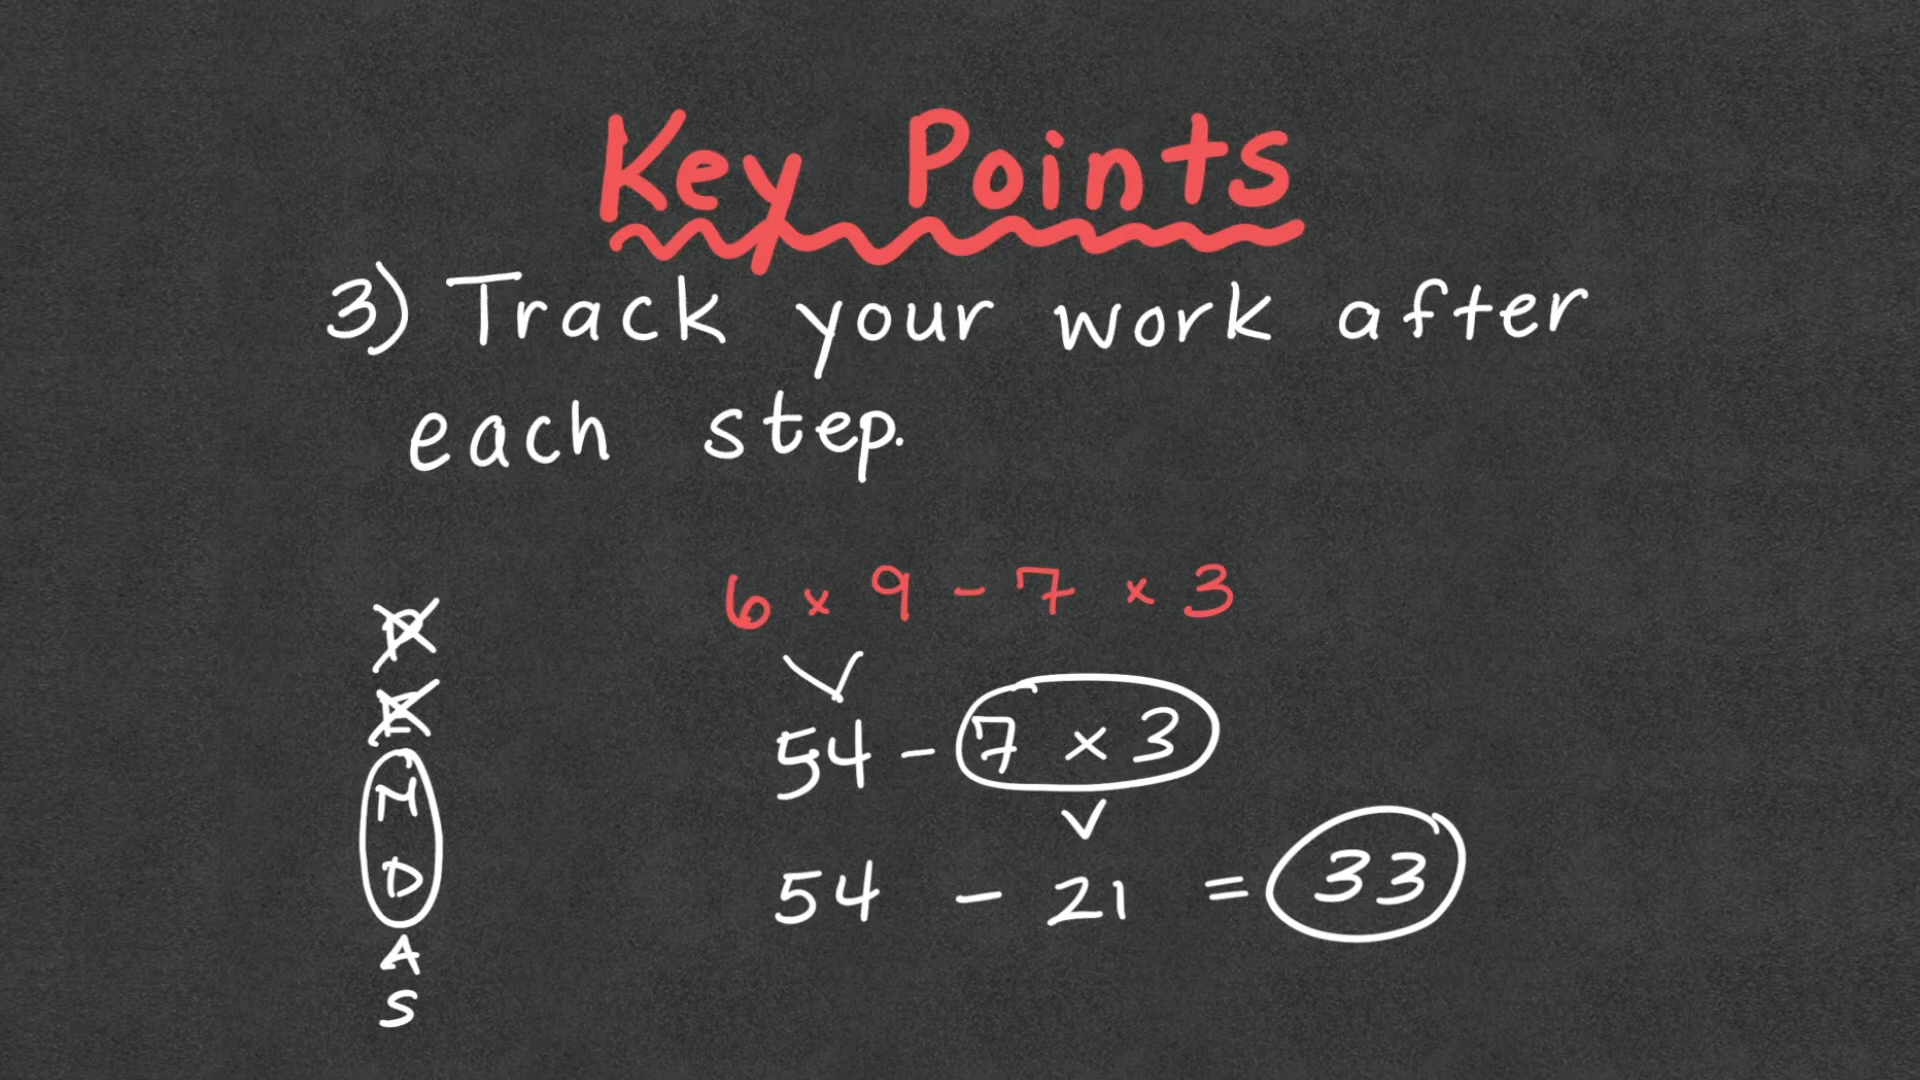 Key Points
3) Track your work after
each step.
6 x 9 - 7 x 3
P
E
M
D
A
S
54 - 7 x 3
54 - 21 = 33